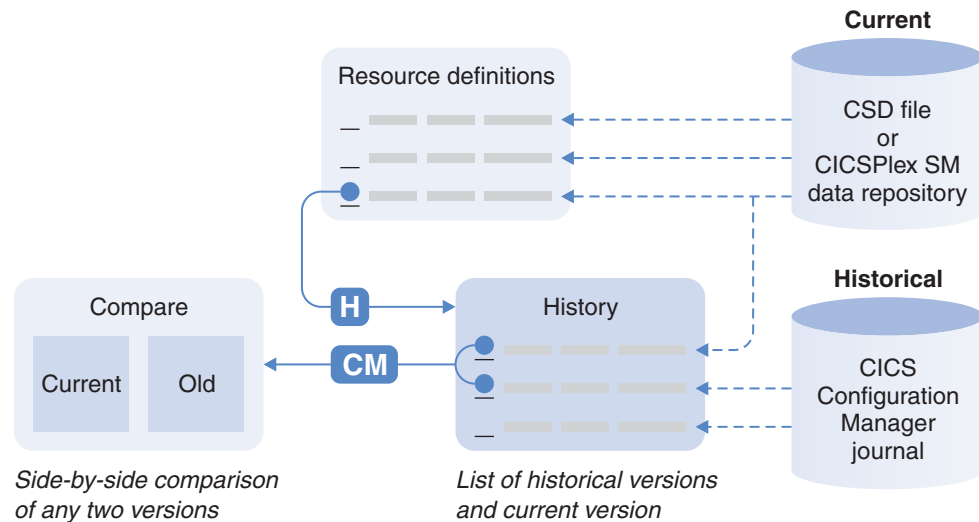 Current
Resource definitions
CSD file
or
CICSPlex SM
data repository
Historical
Compare
H
History
CM
Current
Old
CICS
Configuration
Manager
journal
Side-by-side comparison
of any two versions
List of historical versions
and current version